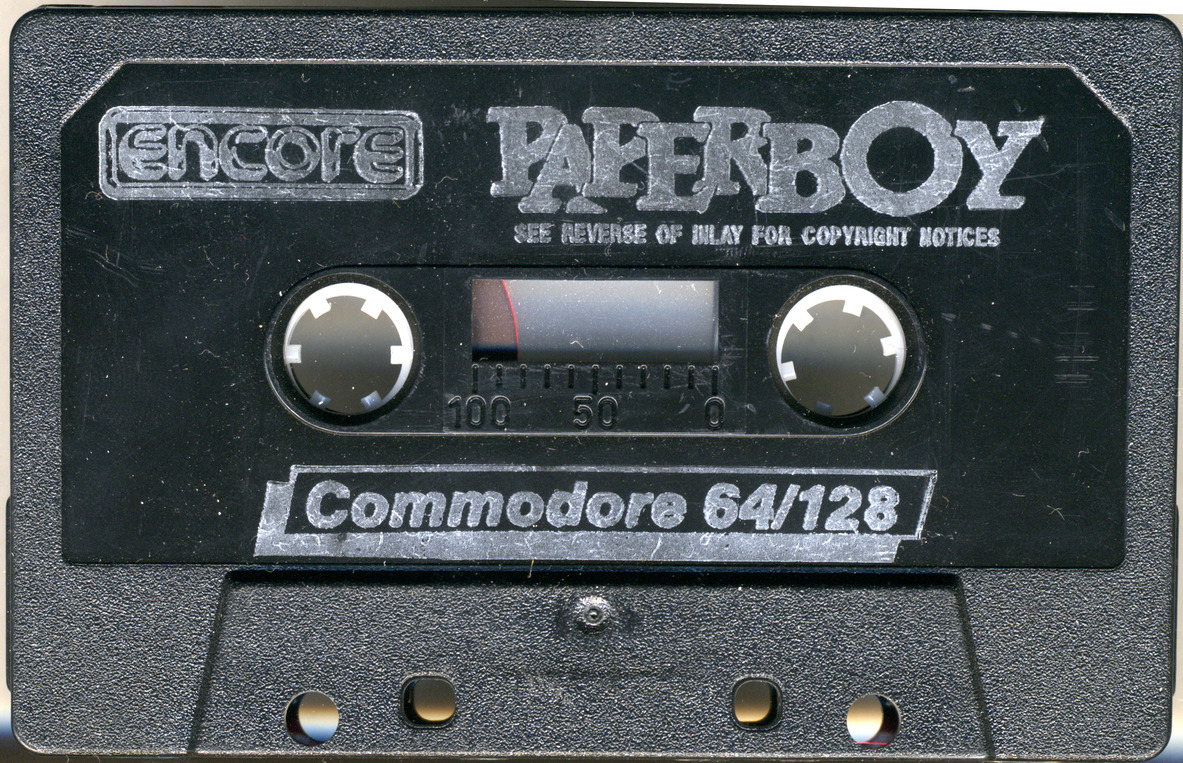 encore
PAPERBOY
SEE REVERSE OF INLAY FOR COPYRIGHT NOTICES
100 50 0
Commodore 64/128